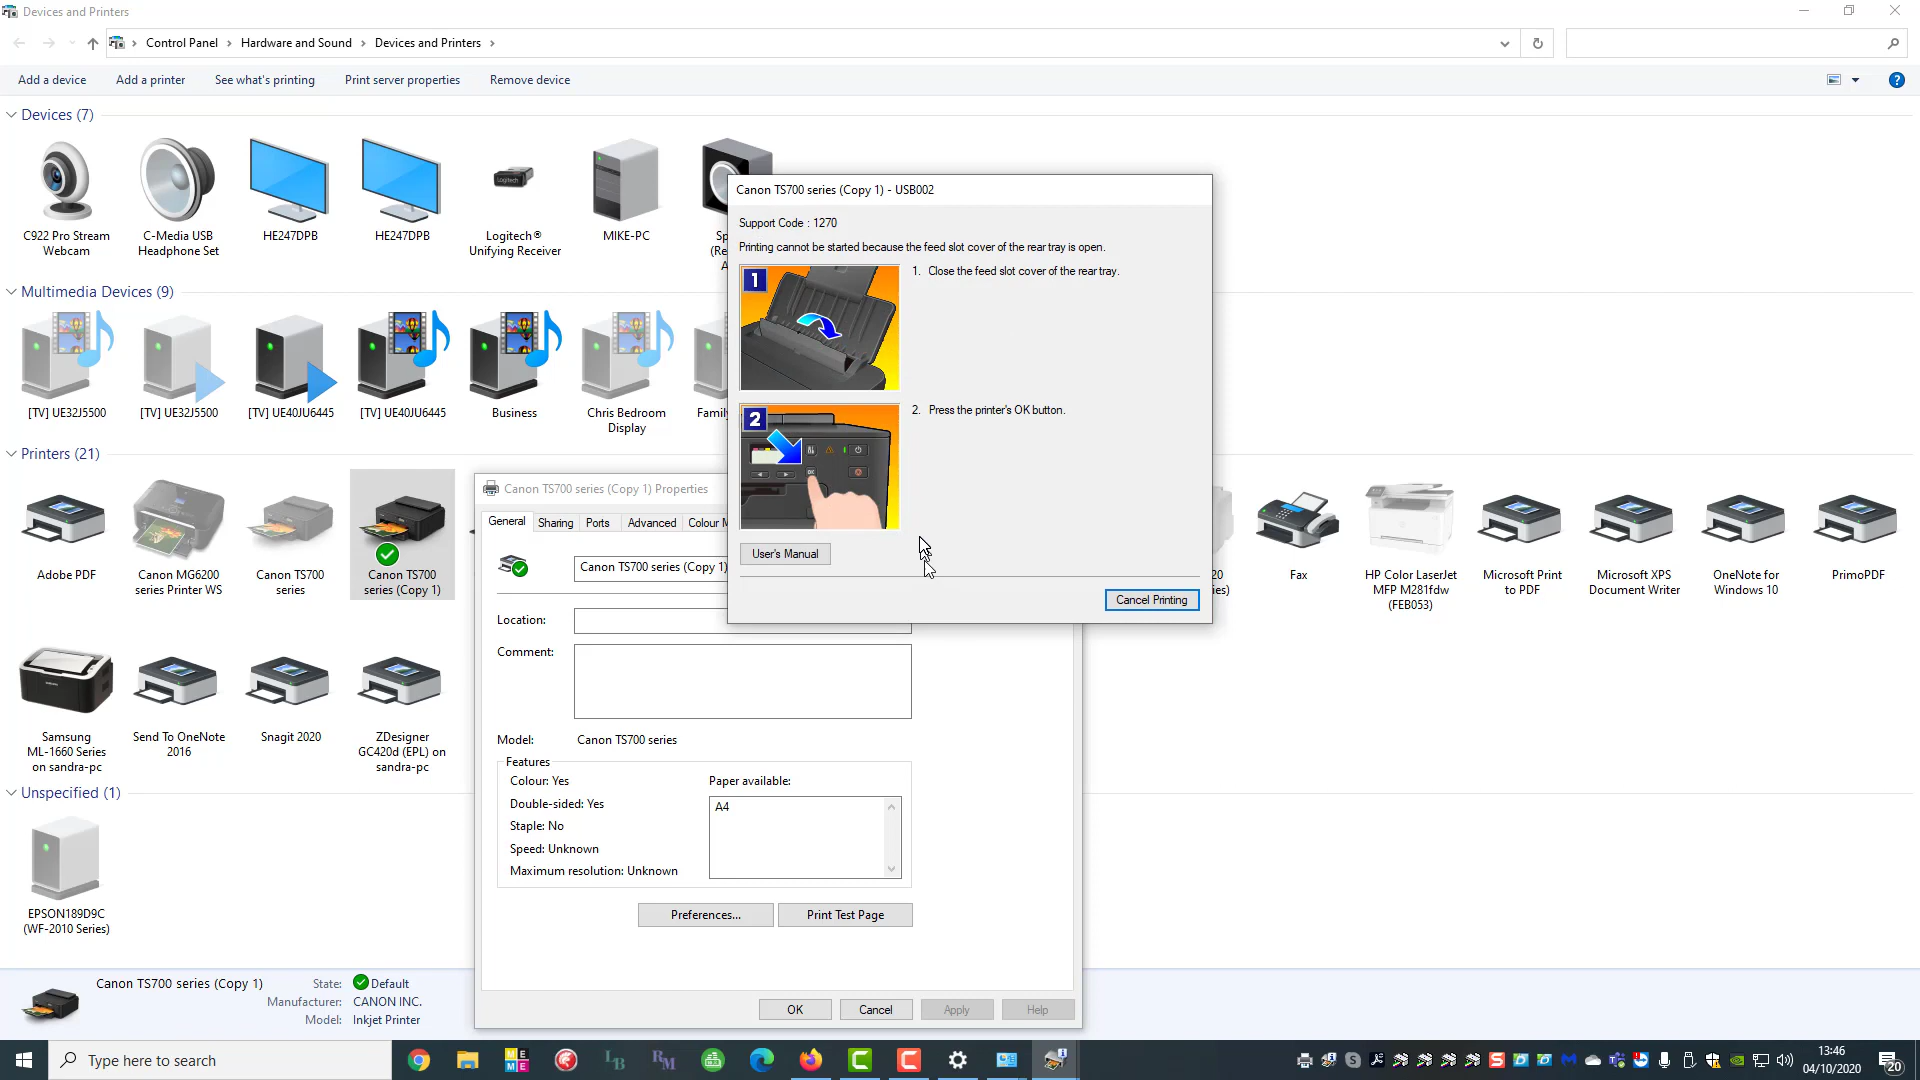 Devices and Printers
Control Panel
Hardware and Sound
Devices and Printers
Add a device
Add a printer
See what's printing
Print server properties
Remove device
Devices (7)
C922 Pro Stream
Webcam
C-Media USB
Headphone Set
HE247DPB
HE247DPB
Logitech®
Unifying Receiver
MIKE-PC
Multimedia Devices (9)
[TV] UE32J5500
[TV] UE32J5500
[TV] UE40JU6445
[TV] UE40JU6445
Business
Chris Bedroom
Display
Printers (21)
Adobe PDF
Canon MG6200
series Printer WS
Canon TS700
series
Canon TS700
series (Copy 1)
Fax
HP Color LaserJet
MFP M281fdw
(FEB053)
Microsoft Print
to PDF
Microsoft XPS
Document Writer
OneNote for
Windows 10
PrimoPDF
Samsung
ML-1660 Series
on sandra-pc
Send To OneNote
2016
Snagit 2020
ZDesigner
GC420d (EPL) on
sandra-pc
Unspecified (1)
EPSON189D9C
(WF-2010 Series)
Canon TS700 series (Copy 1) - USB002
Support Code : 1270
Printing cannot be started because the feed slot cover of the rear tray is open.
1
1. Close the feed slot cover of the rear tray.
2
2. Press the printer's OK button.
User's Manual
Cancel Printing
Canon TS700 series (Copy 1) Properties
General
Sharing
Ports
Advanced
Colour M
Canon TS700 series (Copy 1)
Location:
Comment:
Model:
Canon TS700 series
Features
Colour: Yes
Double-sided: Yes
Staple: No
Speed: Unknown
Maximum resolution: Unknown
Paper available:
A4
Preferences...
Print Test Page
OK
Cancel
Apply
Help
Canon TS700 series (Copy 1)
State:
Default
Manufacturer:
CANON INC.
Model:
Inkjet Printer
Type here to search
13:46
04/10/2020
20